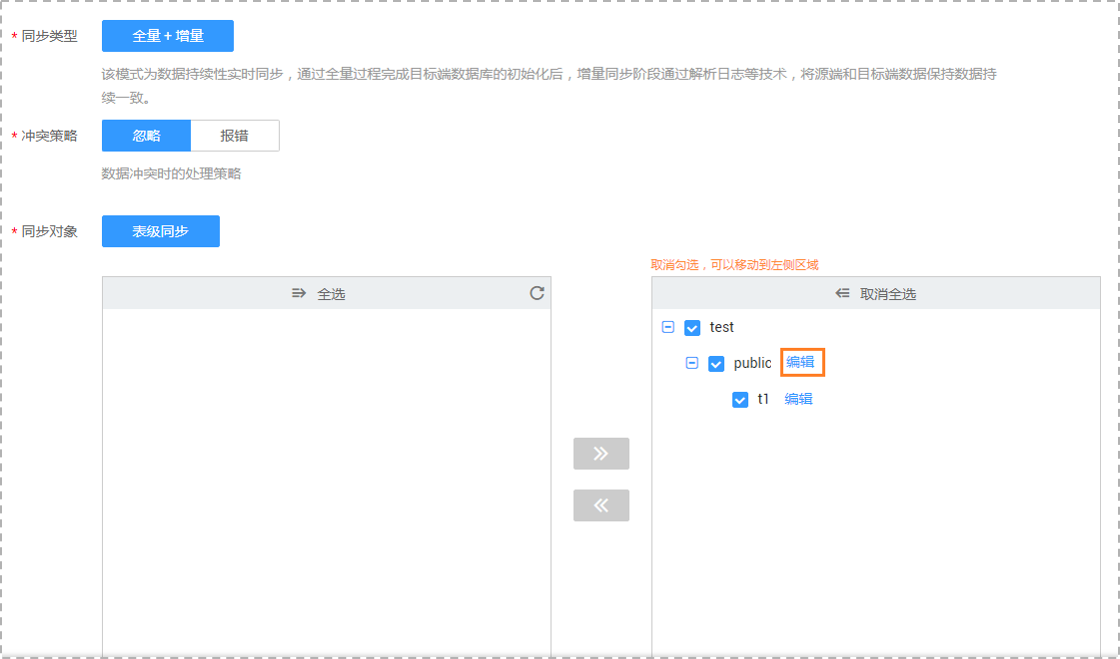 * 同步类型
全量 + 增量
该模式为数据持续性实时同步，通过全量过程完成目标端数据库的初始化后，增量同步阶段通过解析日志等技术，将源端和目标端数据保持数据持
续一致。
* 冲突策略
忽略
报错
数据冲突时的处理策略
* 同步对象
表级同步
取消勾选，可以移动到左侧区域
全选
取消全选
test
public 编辑
t1 编辑